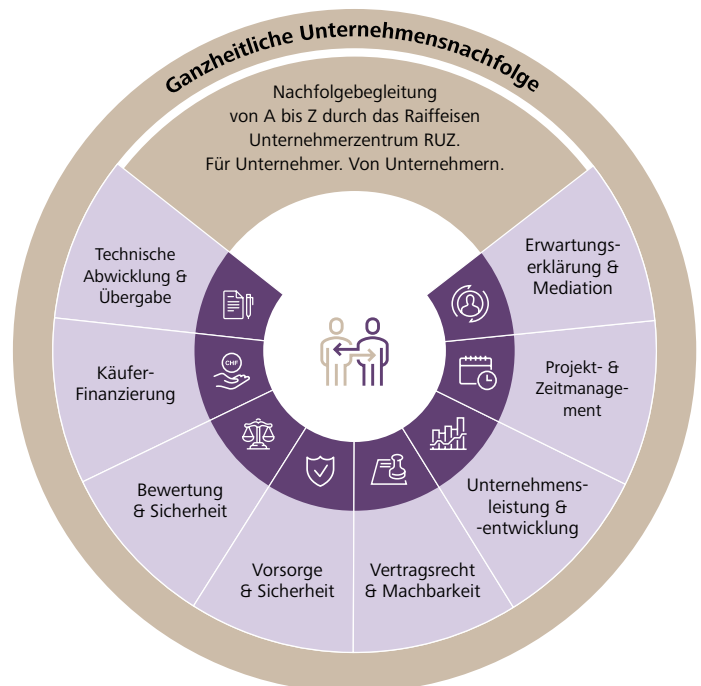 Ganzheitliche Unternehmensnachfolge
Nachfolgebegleitung
von A bis Z durch das Raiffeisen
Unternehmerzentrum RUZ.
Für Unternehmer. Von Unternehmern.
Erwartungs-
erklärung &
Mediation
Projekt- &
Zeitmanage-
ment
Unternehmens-
leistung &
-entwicklung
Vertragsrecht
& Machbarkeit
Vorsorge
& Sicherheit
Bewertung
& Sicherheit
Käufer-
Finanzierung
CHF
Technische
Abwicklung &
Übergabe